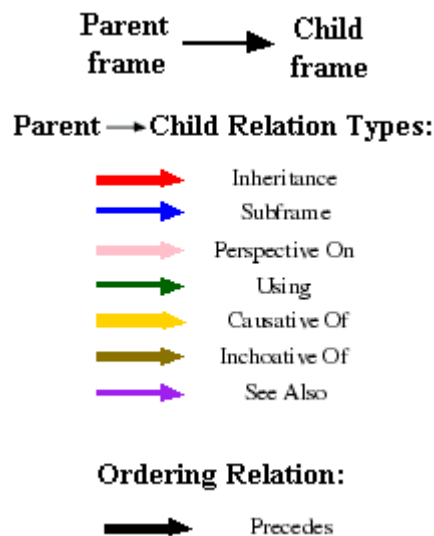 Parent frame
Child frame
Parent → Child Relation Types:
Inheritance
Subframe
Perspective On
Using
Causative Of
Inchoative Of
See Also
Ordering Relation:
Precedes